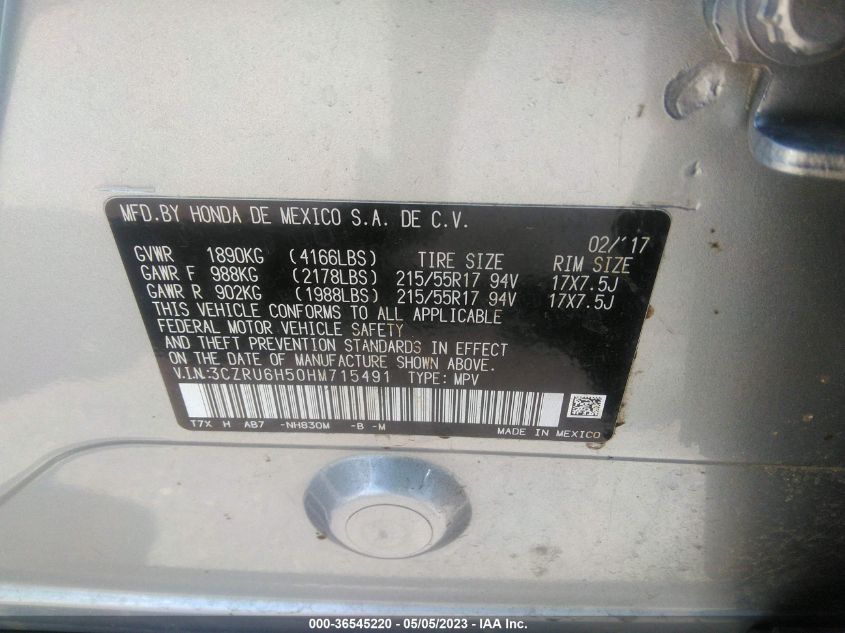 MFD.BY HONDA DE MEXICO S.A. DE C.V.
02/'17
GVWR 1890KG (4166LBS) TIRE SIZE RIM SIZE
GAWR F 988KG (2178LBS) 215/55R17 94V 17X7.5J
GAWR R 902KG (1988LBS) 215/55R17 94V 17X7.5J
THIS VEHICLE CONFORMS TO ALL APPLICABLE
FEDERAL MOTOR VEHICLE SAFETY
AND THEFT PREVENTION STANDARDS IN EFFECT
ON THE DATE OF MANUFACTURE SHOWN ABOVE.
V.I.N:3CZRU6H50HM715491 TYPE: MPV
T7X H AB7 -NH830M -B -M
MADE IN MEXICO
000-36545220 - 05/05/2023 - IAA Inc.